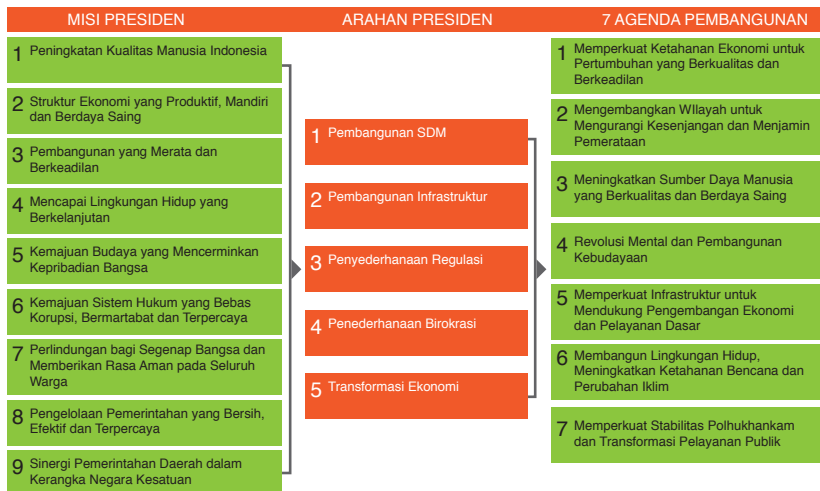 MISI PRESIDEN
1 Peningkatan Kualitas Manusia Indonesia
2 Struktur Ekonomi yang Produktif, Mandiri
dan Berdaya Saing
3 Pembangunan yang Merata dan
Berkeadilan
4 Mencapai Lingkungan Hidup yang
Berkelanjutan
5 Kemajuan Budaya yang Mencerminkan
Kepribadian Bangsa
6 Kemajuan Sistem Hukum yang Bebas
Korupsi, Bermartabat dan Terpercaya
7 Perlindungan bagi Segenap Bangsa dan
Memberikan Rasa Aman pada Seluruh
Warga
8 Pengelolaan Pemerintahan yang Bersih,
Efektif dan Terpercaya
9 Sinergi Pemerintahan Daerah dalam
Kerangka Negara Kesatuan
ARAHAN PRESIDEN
1 Pembangunan SDM
2 Pembangunan Infrastruktur
3 Penyederhanaan Regulasi
4 Penederhanaan Birokrasi
5 Transformasi Ekonomi
7 AGENDA PEMBANGUNAN
1 Memperkuat Ketahanan Ekonomi untuk
Pertumbuhan yang Berkualitas dan
Berkeadilan
2 Mengembangkan WIlayah untuk
Mengurangi Kesenjangan dan Menjamin
Pemerataan
3 Meningkatkan Sumber Daya Manusia
yang Berkualitas dan Berdaya Saing
4 Revolusi Mental dan Pembangunan
Kebudayaan
5 Memperkuat Infrastruktur untuk
Mendukung Pengembangan Ekonomi
dan Pelayanan Dasar
6 Membangun Lingkungan Hidup,
Meningkatkan Ketahanan Bencana dan
Perubahan Iklim
7 Memperkuat Stabilitas Polhukhankam
dan Transformasi Pelayanan Publik